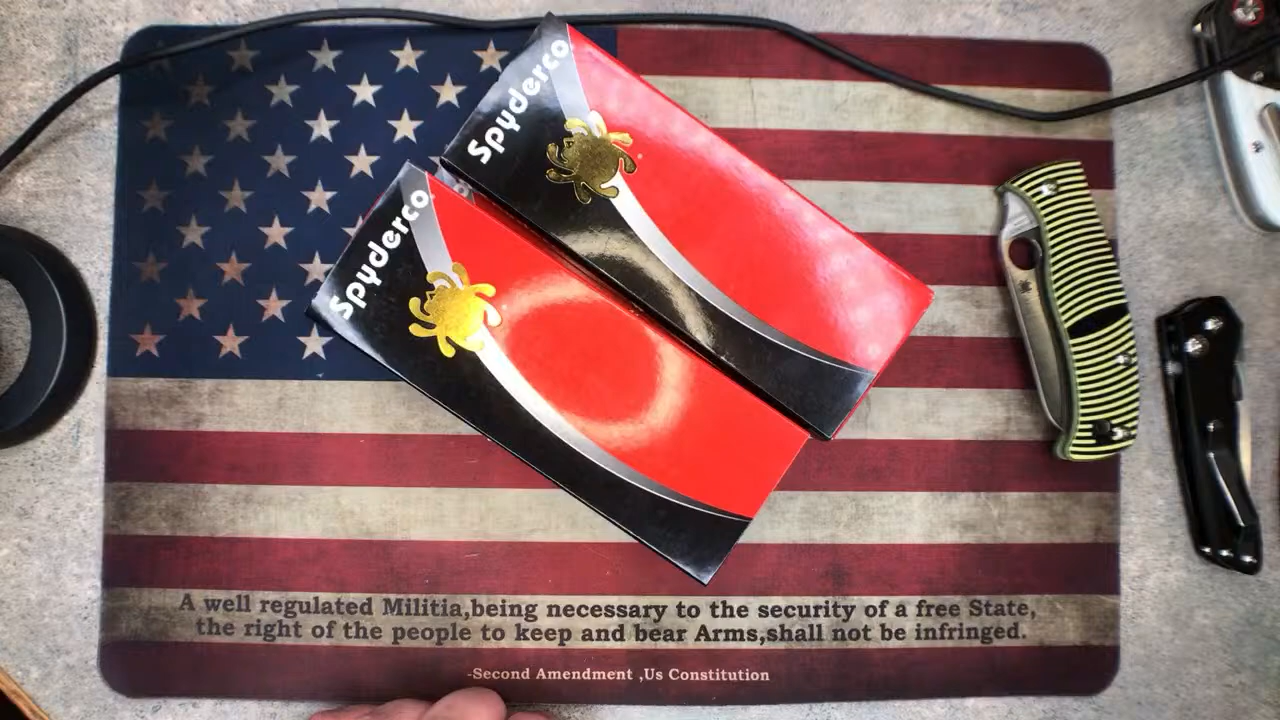 Spyderco
Spyderco
A well regulated Militia,being necessary to the security of a free State,
the right of the people to keep and bear Arms,shall not be infringed.
-Second Amendment ,Us Constitution